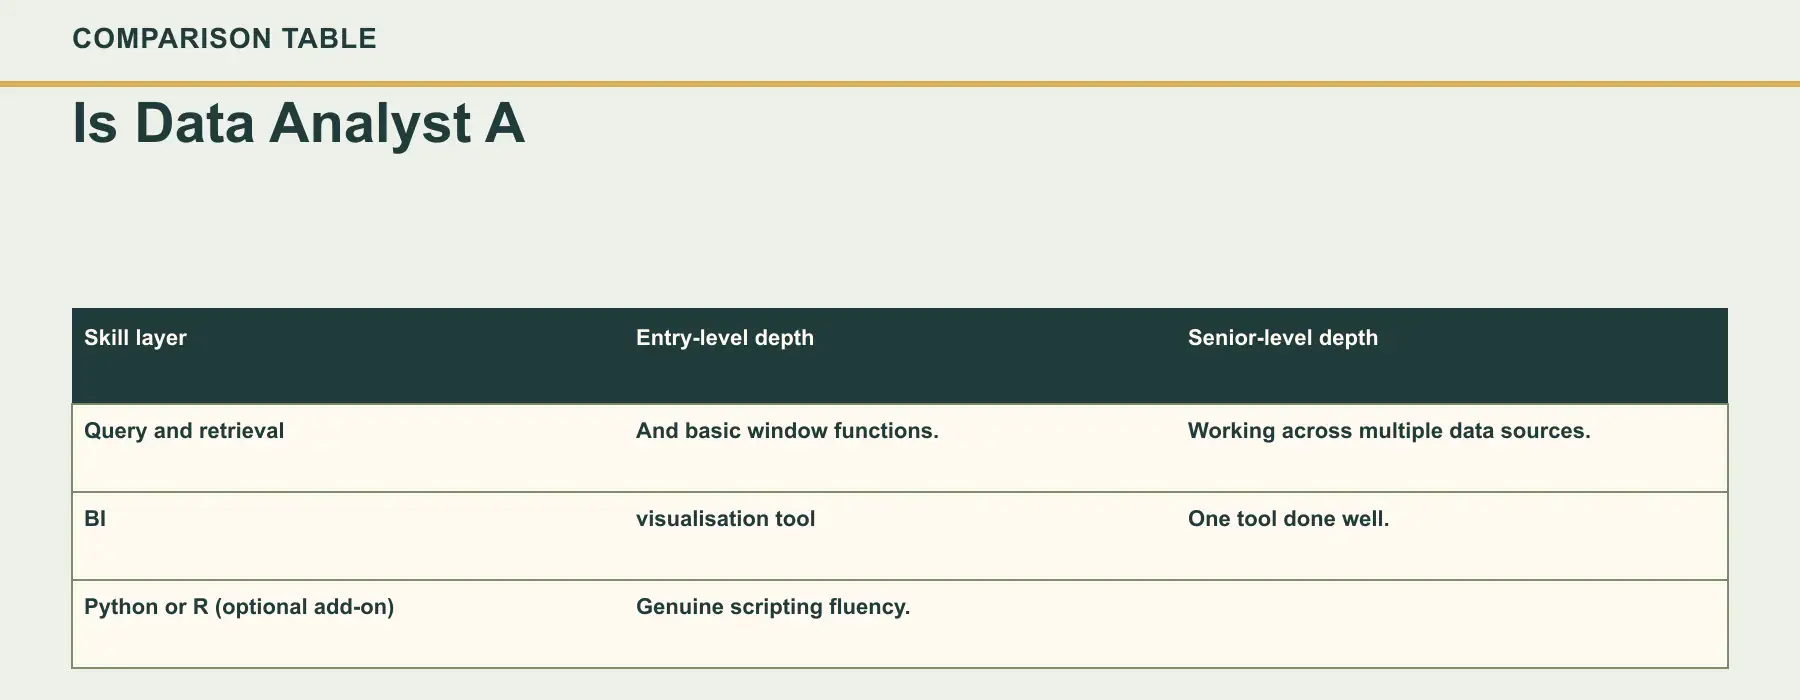 COMPARISON TABLE
Is Data Analyst A
Skill layer Entry-level depth Senior-level depth
Query and retrieval And basic window functions. Working across multiple data sources.
BI visualisation tool One tool done well.
Python or R (optional add-on) Genuine scripting fluency.